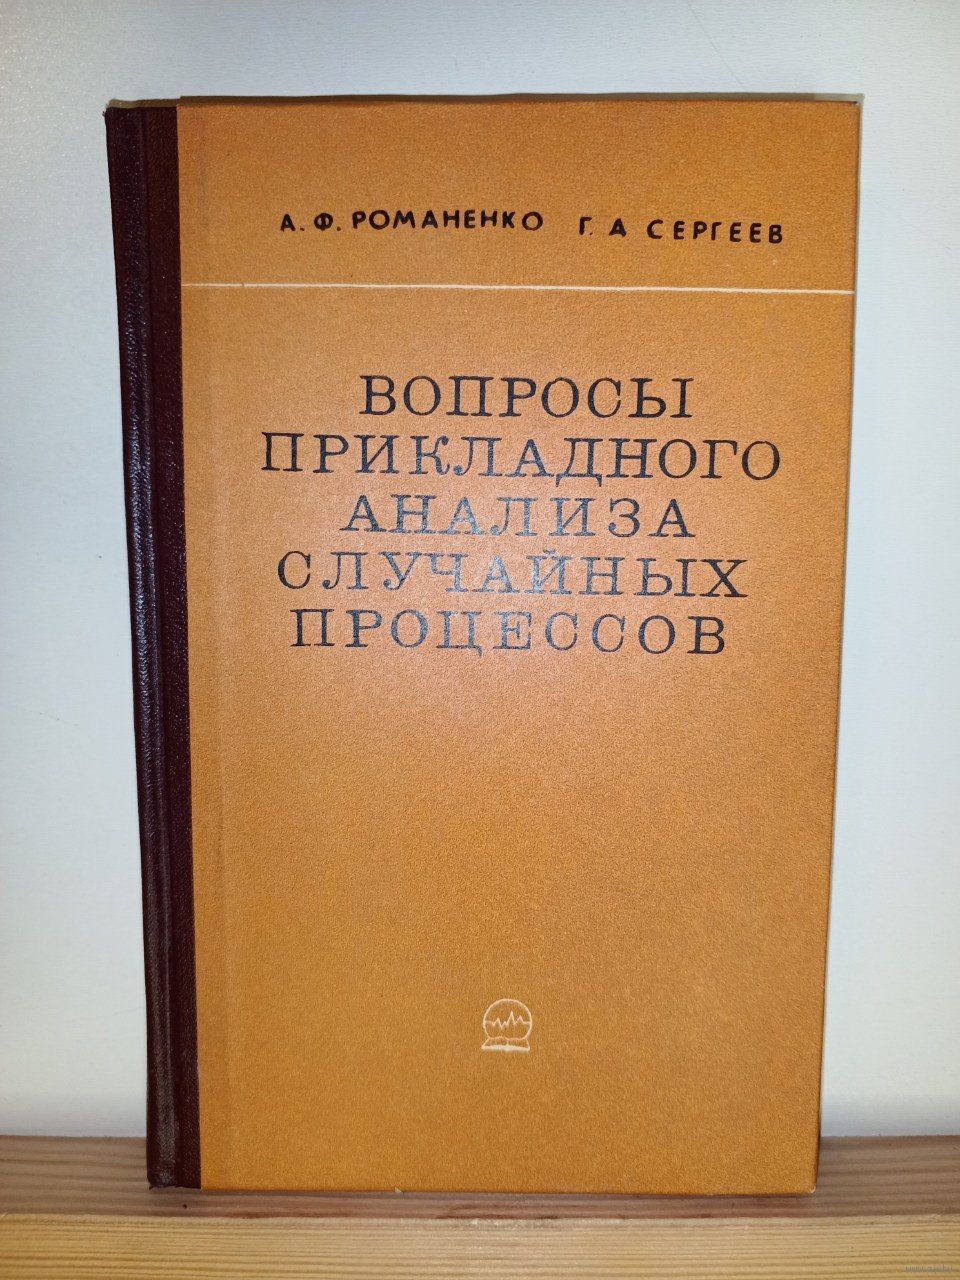 А. Ф. РОМАНЕНКО Г. А СЕРГЕЕВ
ВОПРОСЫ
ПРИКЛАДНОГО
АНАЛИЗА
СЛУЧАЙНЫХ
ПРОЦЕССОВ